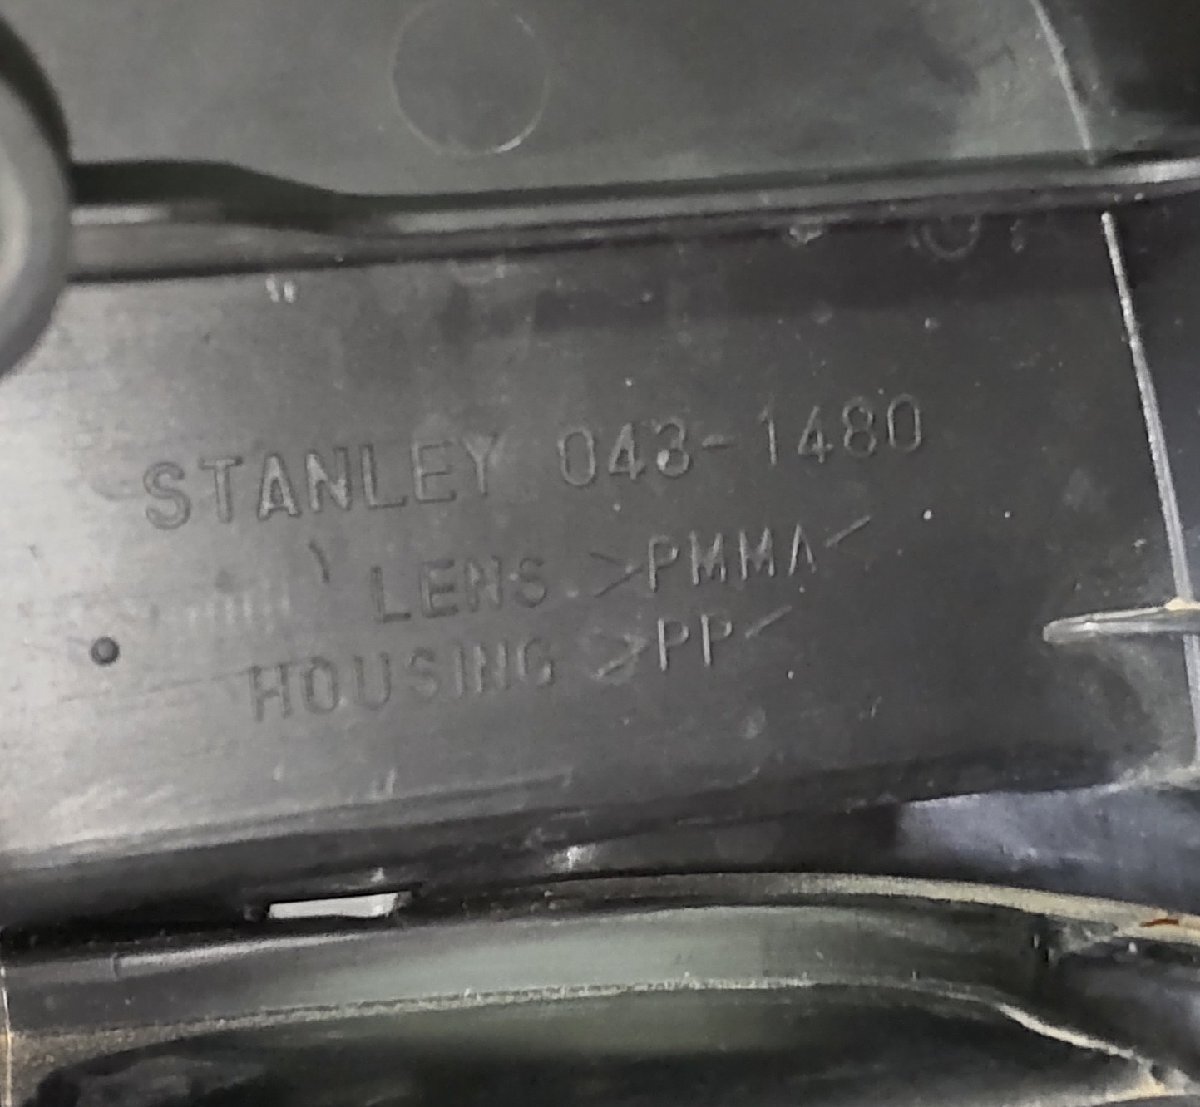 STANLEY 043-1480
LENS >PMMA<
HOUSING >PP<